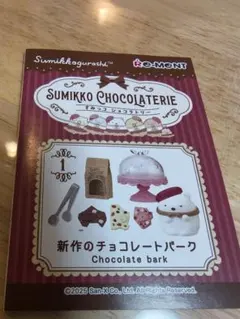 Sumikkogurashi™
RE-MENT
SUMIKKO CHOCOLATERIE
すみっコ ショコラトリー
1
新作のチョコレートバーク
Chocolate bark
©2025 San-X Co., Ltd. All Rights Reserved.